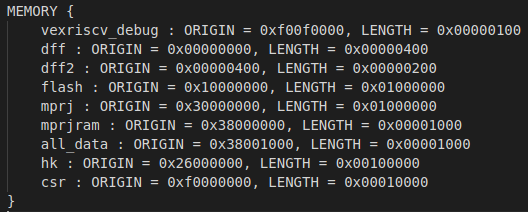 MEMORY {
vexriscv_debug : ORIGIN = 0xf00f0000, LENGTH = 0x00000100
dff : ORIGIN = 0x00000000, LENGTH = 0x00000400
dff2 : ORIGIN = 0x00000400, LENGTH = 0x00000200
flash : ORIGIN = 0x10000000, LENGTH = 0x01000000
mprj : ORIGIN = 0x30000000, LENGTH = 0x01000000
mprjram : ORIGIN = 0x38000000, LENGTH = 0x00001000
all_data : ORIGIN = 0x38001000, LENGTH = 0x00001000
hk : ORIGIN = 0x26000000, LENGTH = 0x00100000
csr : ORIGIN = 0xf0000000, LENGTH = 0x00010000
}